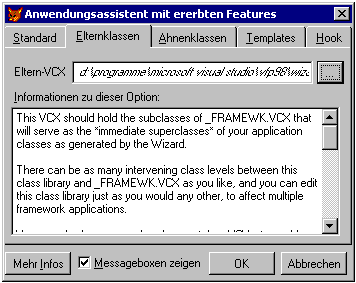 Anwendungsassistent mit ererbten Features
Standard Elternklassen Ahnenklassen Templates Hook
Eltern-VCX d:\programme\microsoft visual studio\vfp98\wiza ...
Informationen zu dieser Option:
This VCX should hold the subclasses of _FRAMEWK.VCX that
will serve as the *immediate superclasses* of your application
classes as generated by the Wizard.
There can be as many intervening class levels between this
class library and _FRAMEWK.VCX as you like, and you can edit
this class library just as you would any other, to affect multiple
framework applications.
Mehr Infos Messageboxen zeigen OK Abbrechen